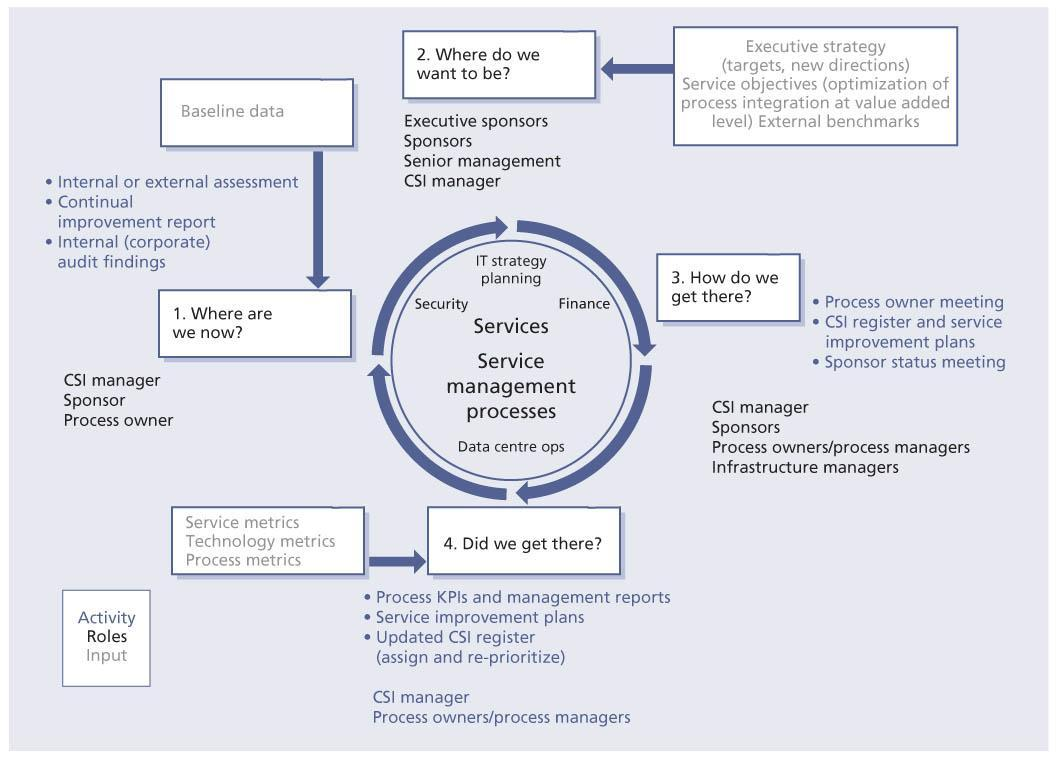 2. Where do we
want to be?
Executive strategy
(targets, new directions)
Service objectives (optimization of
process integration at value added
level) External benchmarks
Baseline data
Executive sponsors
Sponsors
Senior management
CSI manager
• Internal or external assessment
• Continual
improvement report
• Internal (corporate)
audit findings
1. Where are
we now?
CSI manager
Sponsor
Process owner
IT strategy
planning
Security
Finance
Services
Service
management
processes
Data centre ops
3. How do we
get there?
• Process owner meeting
• CSI register and service
improvement plans
• Sponsor status meeting
CSI manager
Sponsors
Process owners/process managers
Infrastructure managers
Service metrics
Technology metrics
Process metrics
4. Did we get there?
• Process KPIs and management reports
• Service improvement plans
• Updated CSI register
(assign and re-prioritize)
CSI manager
Process owners/process managers
Activity
Roles
Input